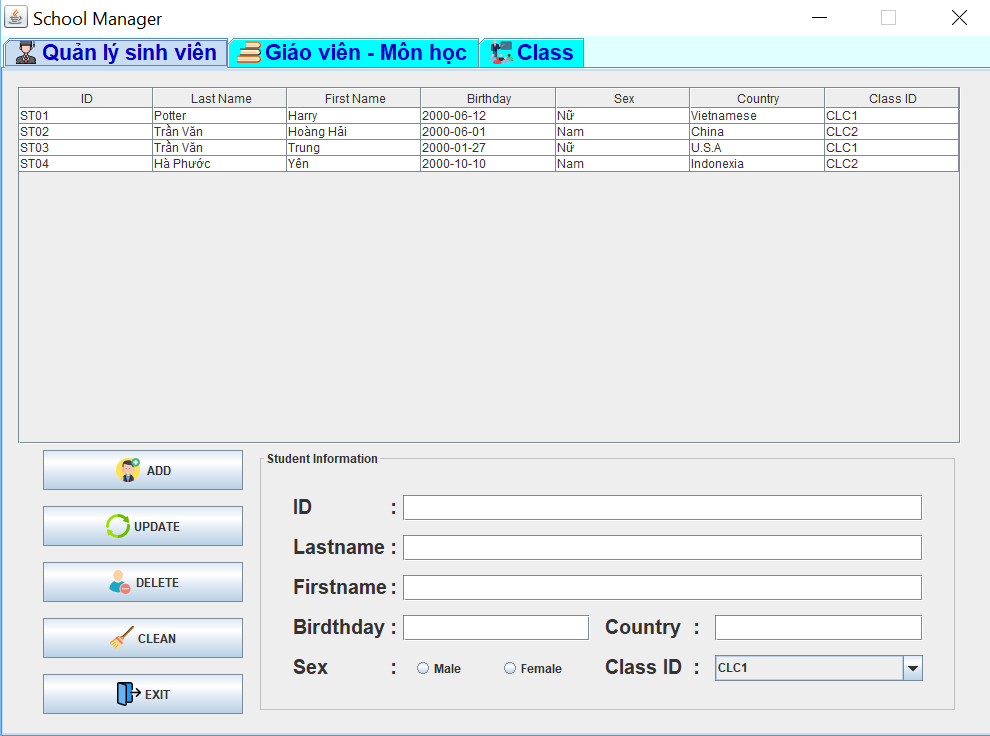 School Manager
Quản lý sinh viên Giáo viên - Môn học Class
ID Last Name First Name Birthday Sex Country Class ID
ST01 Potter Harry 2000-06-12 Nữ Vietnamese CLC1
ST02 Trần Văn Hoàng Hải 2000-06-01 Nam China CLC2
ST03 Trần Văn Trung 2000-01-27 Nữ U.S.A CLC1
ST04 Hà Phước Yên 2000-10-10 Nam Indonexia CLC2
ADD
UPDATE
DELETE
CLEAN
EXIT
Student Information
ID :
Lastname :
Firstname :
Birdthday : Country :
Sex : Male Female Class ID : CLC1